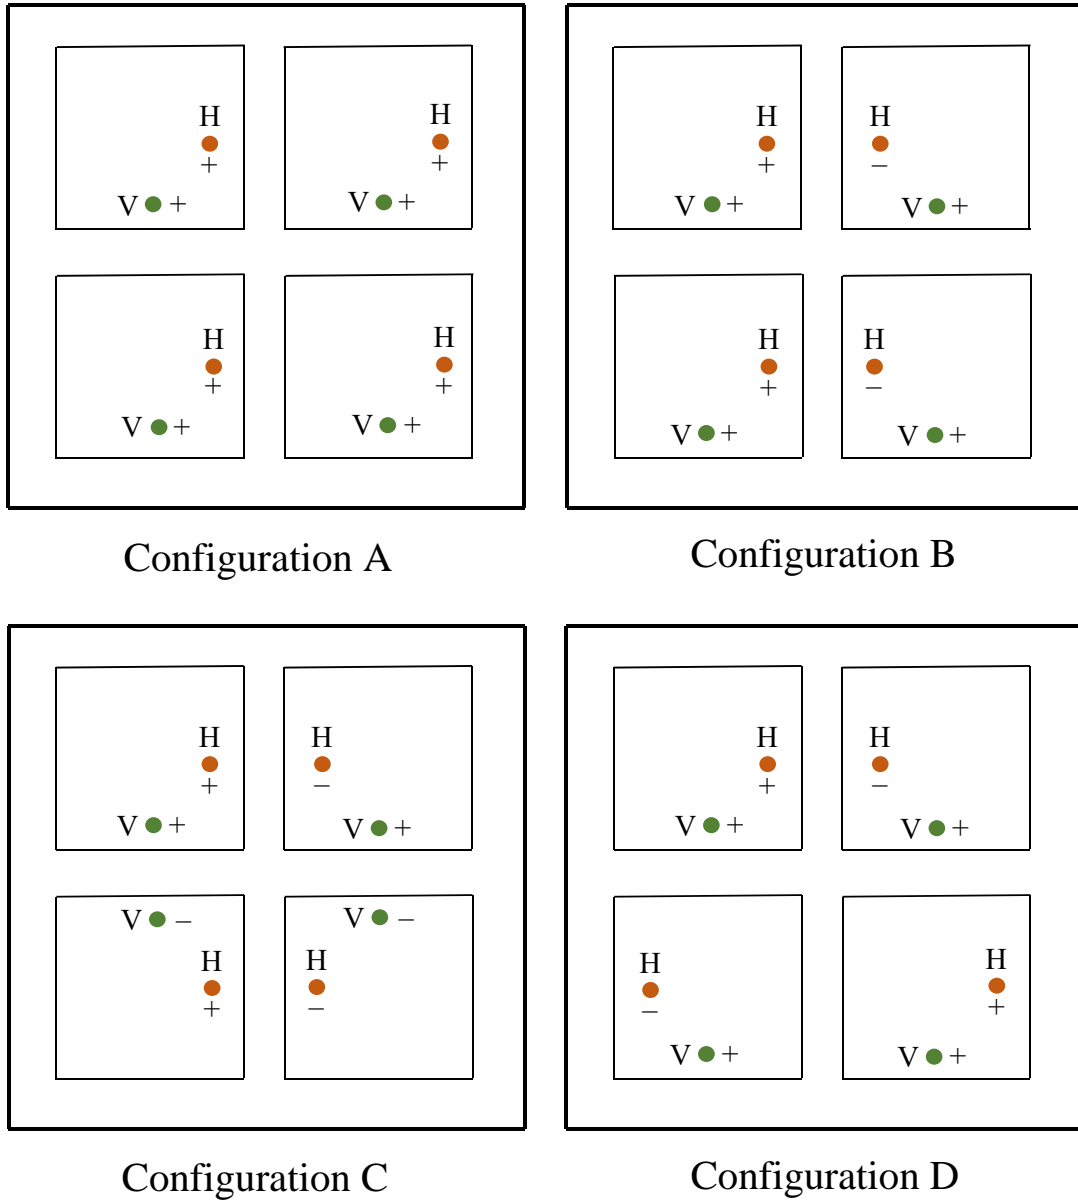 H H
+ +
V + V +
H H
+ +
V + V +
Configuration A
H H
+ –
V + V +
H H
+ –
V + V +
Configuration B
H H
+ –
V + V +
V – V –
H H
+ –
Configuration C
H H
+ –
V + V +
H H
– +
V + V +
Configuration D